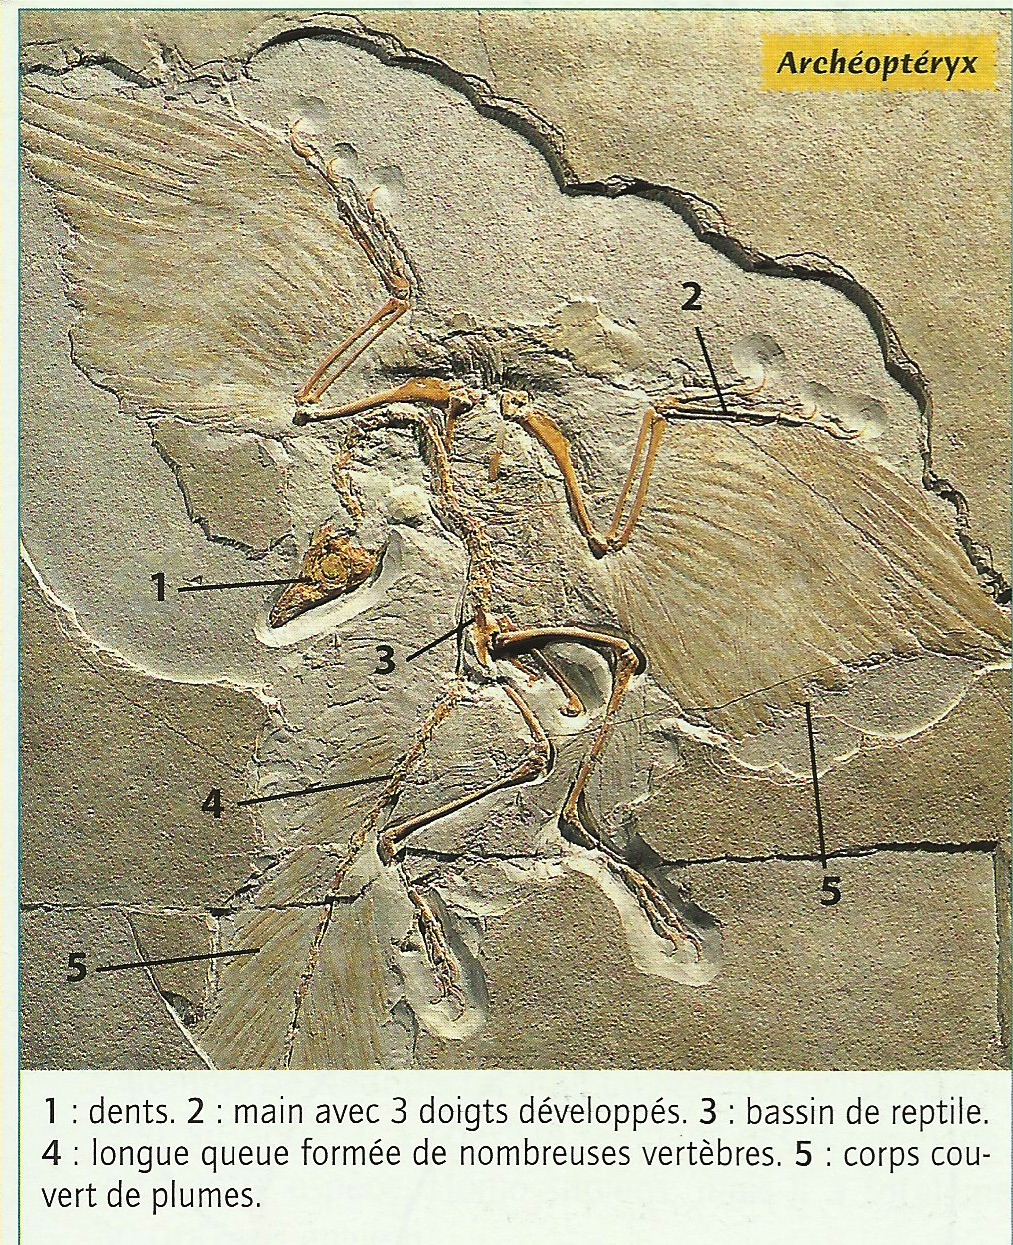 Archéoptéryx
2
1
3
4
5
5
1 : dents. 2 : main avec 3 doigts développés. 3 : bassin de reptile.
4 : longue queue formée de nombreuses vertèbres. 5 : corps cou-
vert de plumes.